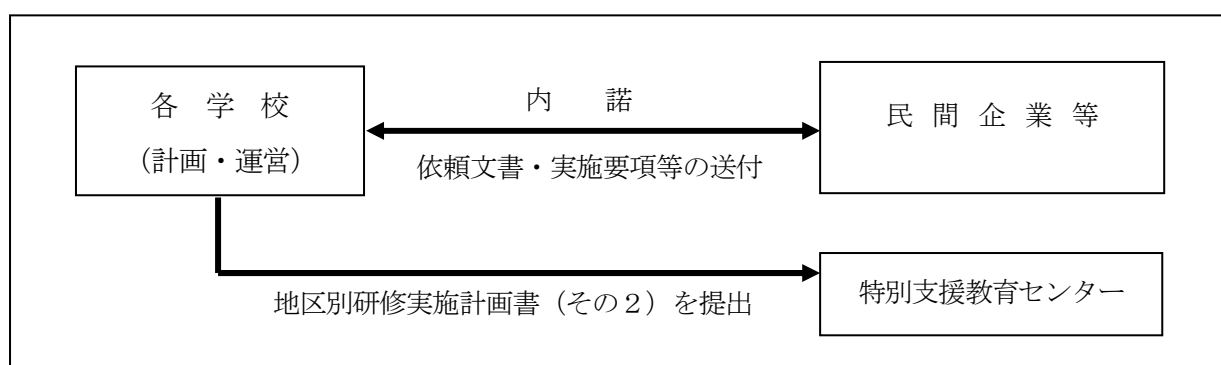 各　学　校
（計画・運営）
内　　諾
依頼文書・実施要項等の送付
民　間　企　業　等
地区別研修実施計画書（その２）を提出
特別支援教育センター